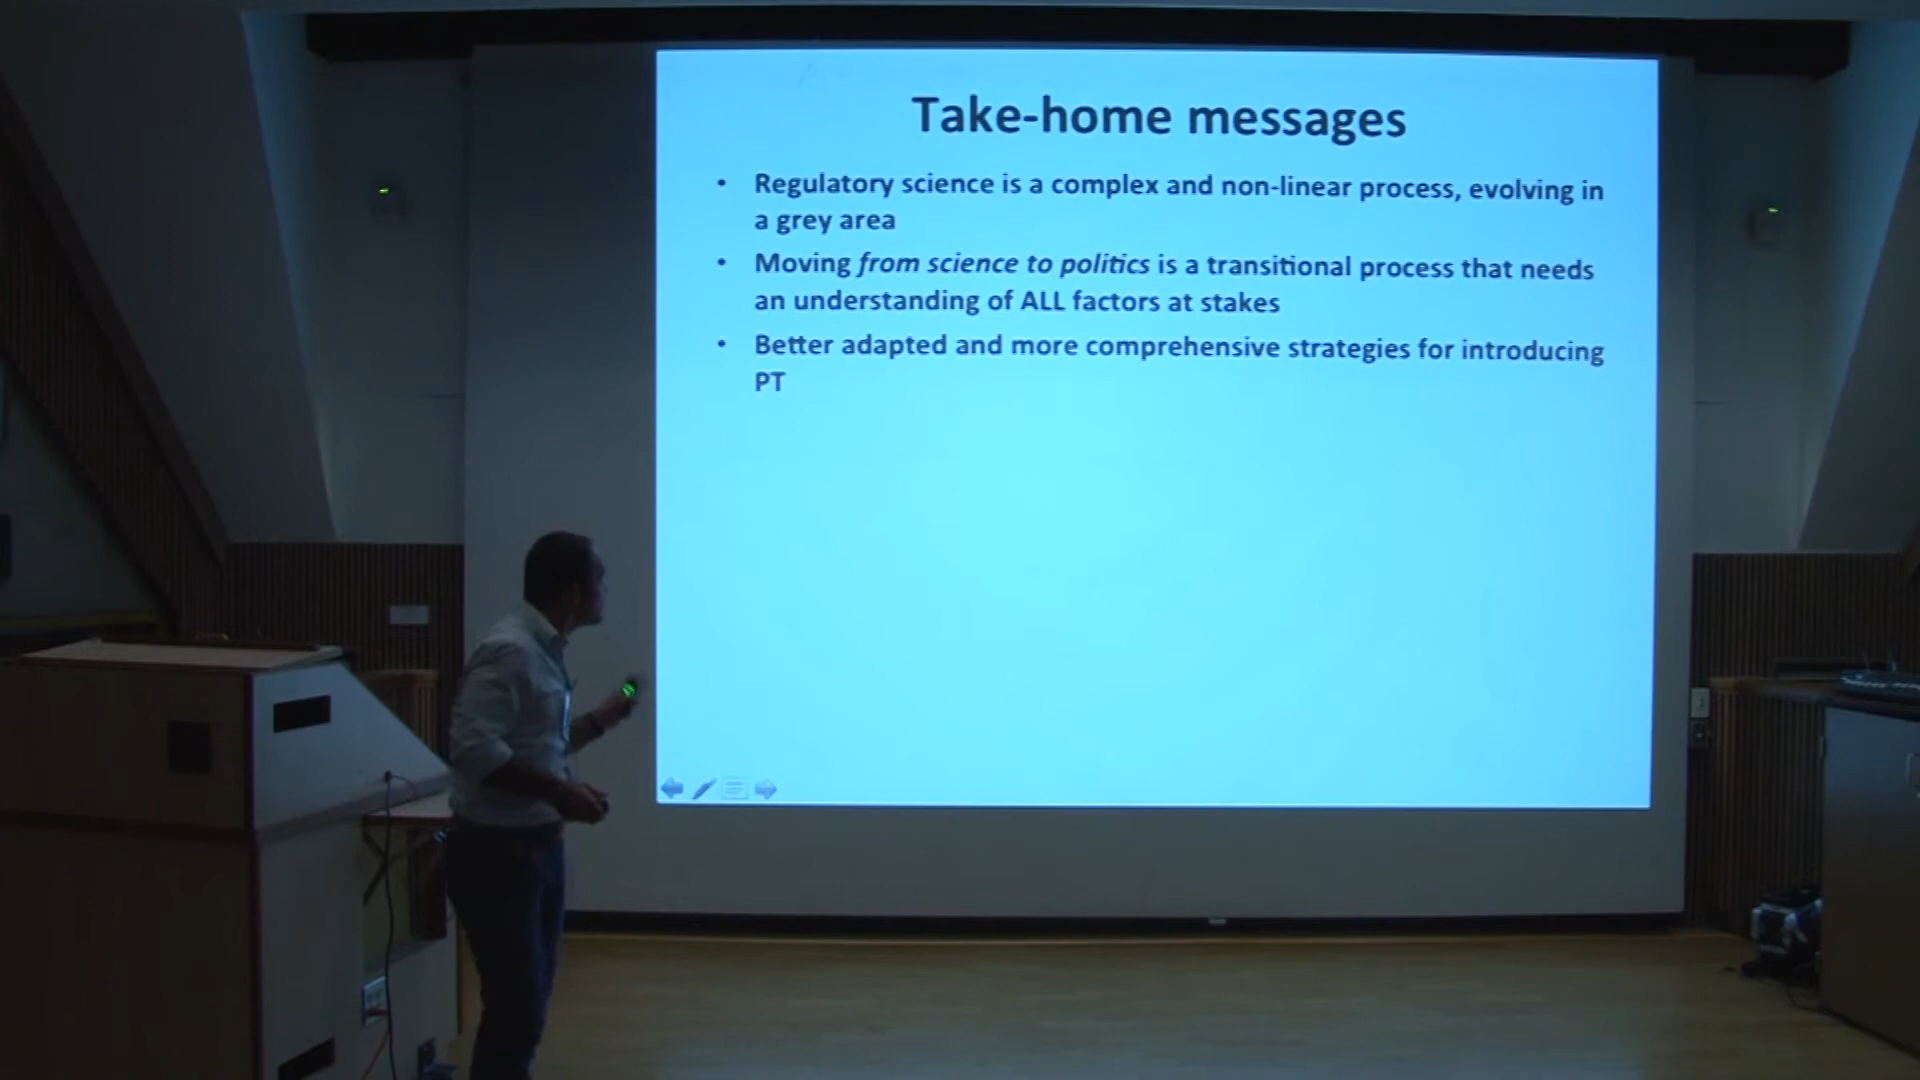 Take-home messages
• Regulatory science is a complex and non-linear process, evolving in
a grey area
• Moving from science to politics is a transitional process that needs
an understanding of ALL factors at stakes
• Better adapted and more comprehensive strategies for introducing
PT